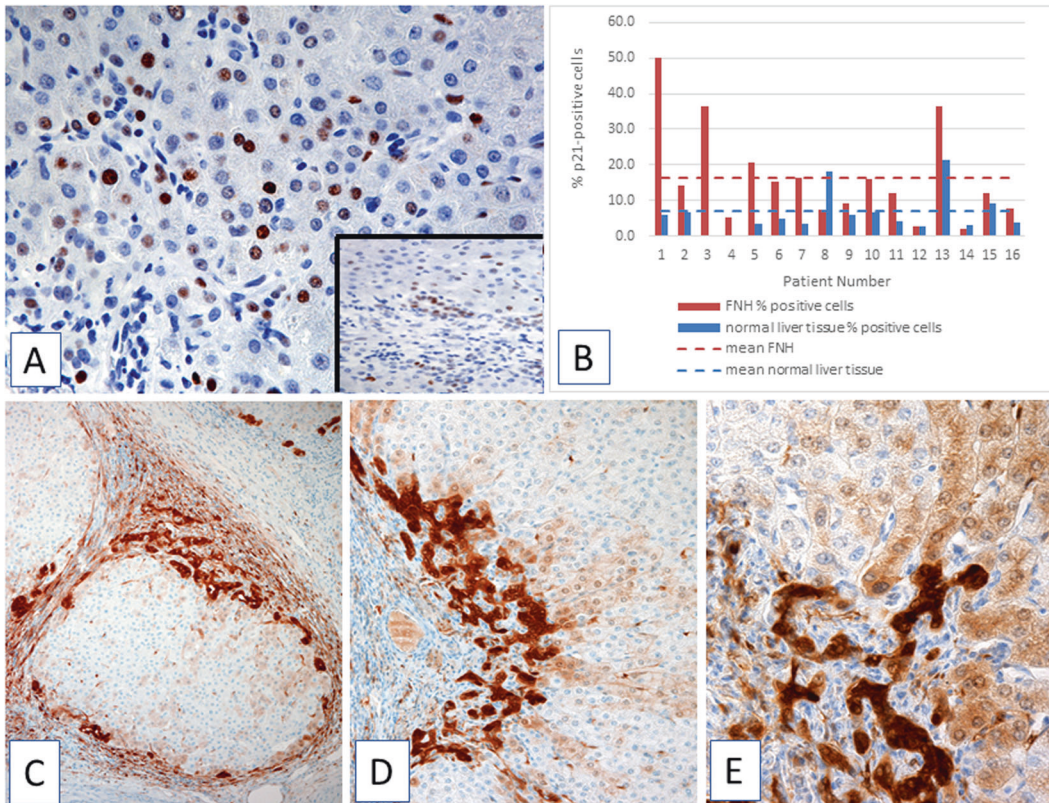 A
B
% p21-positive cells
60.0
50.0
40.0
30.0
20.0
10.0
0.0
1 2 3 4 5 6 7 8 9 10 11 12 13 14 15 16
Patient Number
FNH % positive cells
normal liver tissue % positive cells
mean FNH
mean normal liver tissue
C
D
E